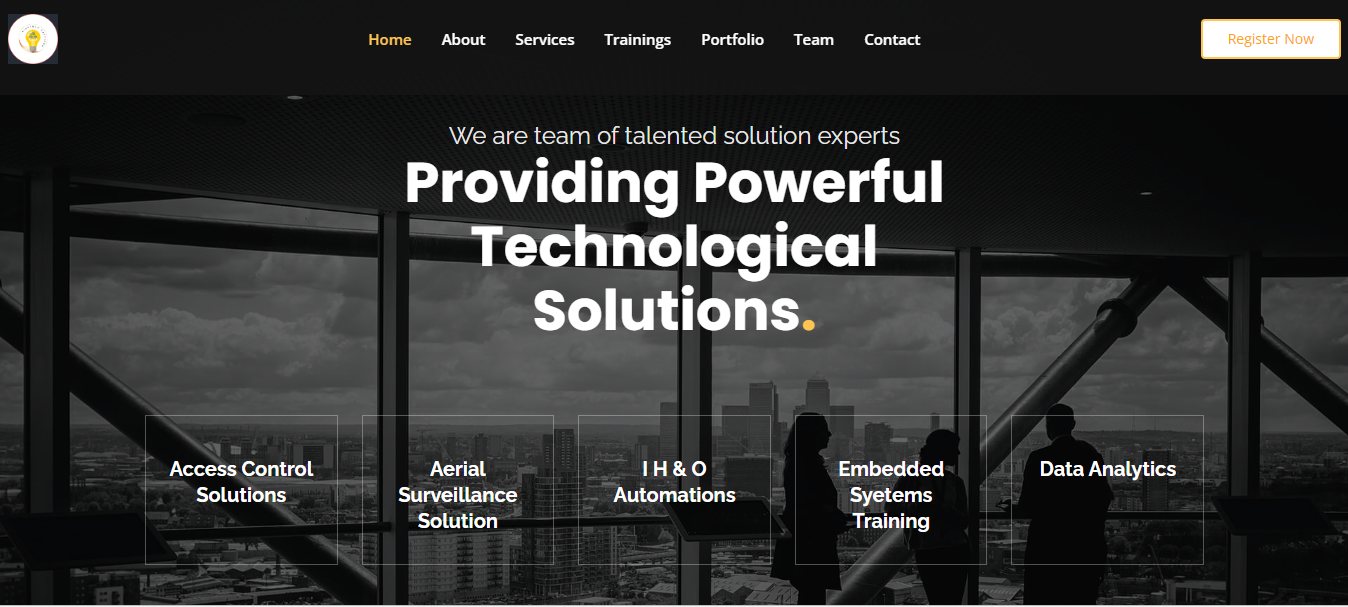 Home About Services Trainings Portfolio Team Contact Register Now
We are team of talented solution experts
Providing Powerful
Technological
Solutions.
Access Control
Solutions
Aerial
Surveillance
Solution
I H & O
Automations
Embedded
Syetems
Training
Data Analytics